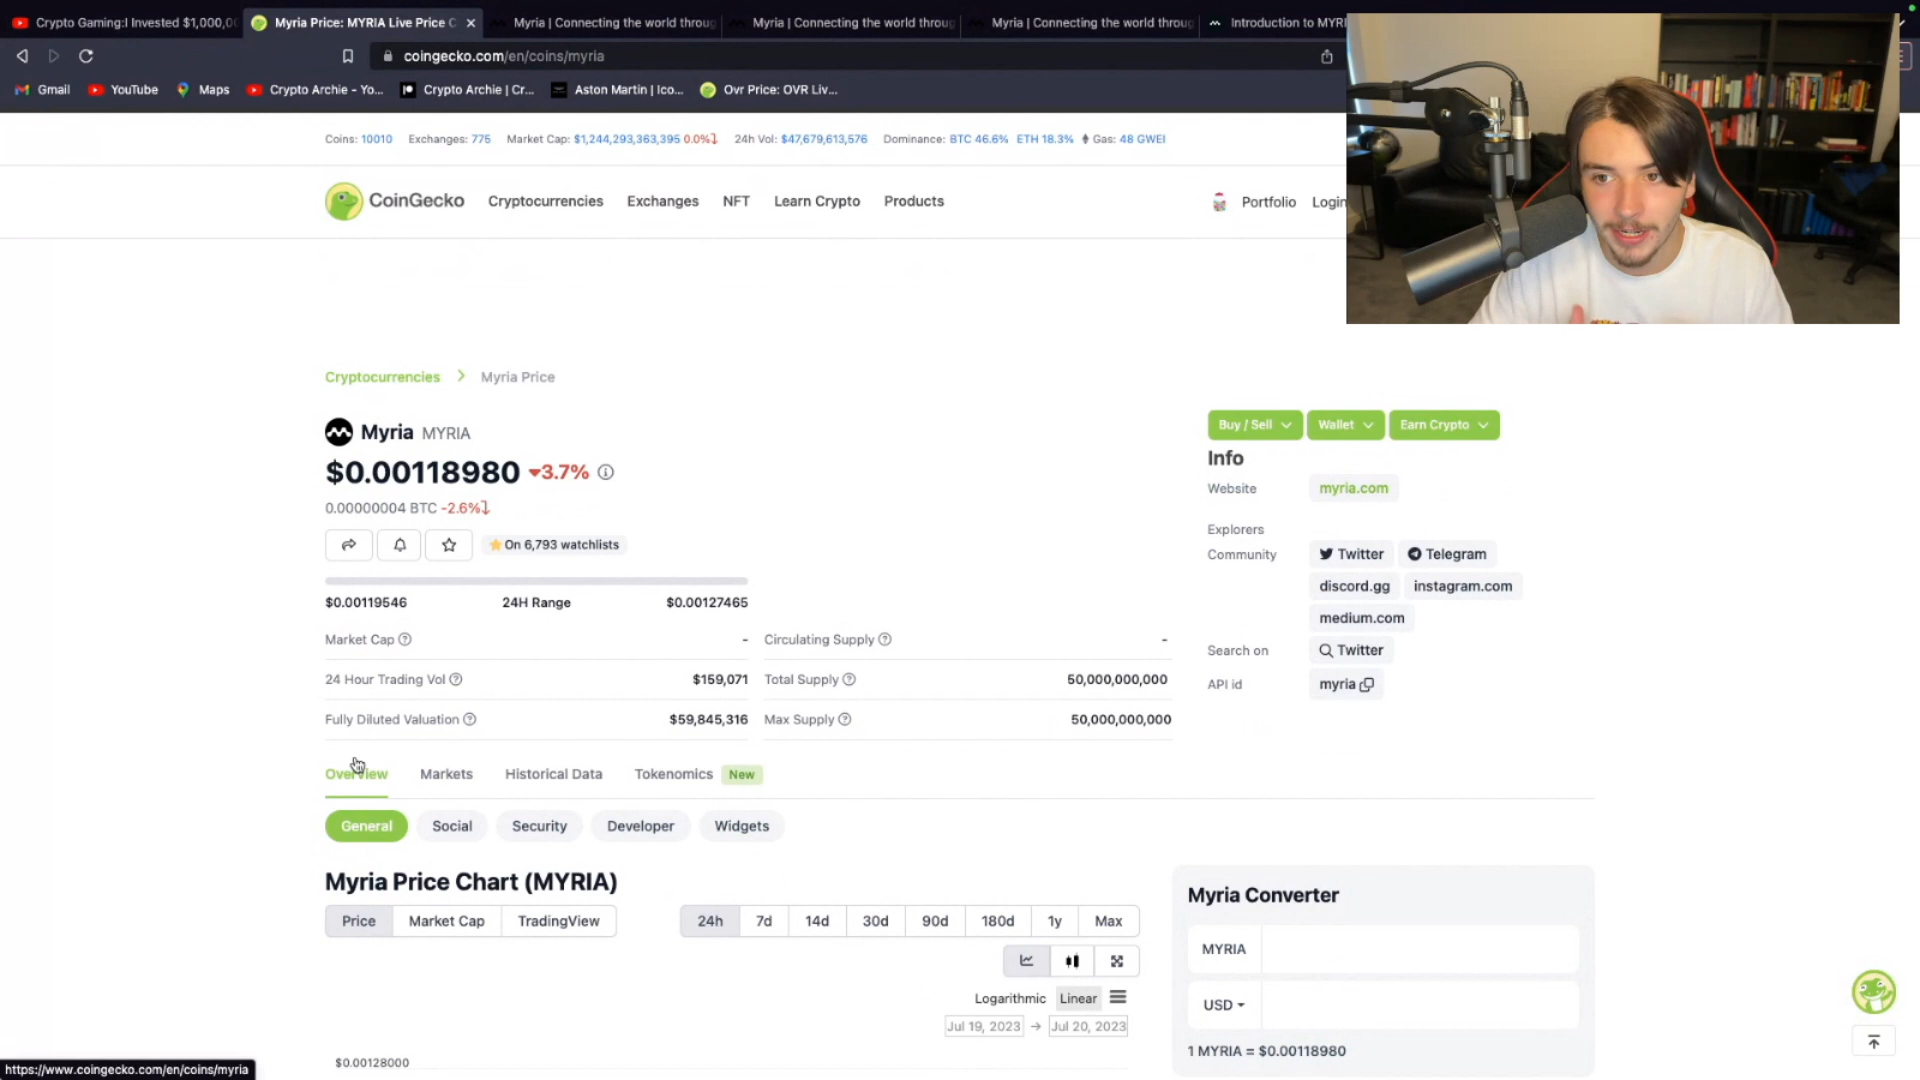 Crypto Gaming:I Invested $1,000,0
Myria Price: MYRIA Live Price C
Myria | Connecting the world throug
Myria | Connecting the world throug
Myria | Connecting the world throug
Introduction to MYRI
coingecko.com/en/coins/myria
Gmail
YouTube
Maps
Crypto Archie - Yo...
Crypto Archie | Cr...
Aston Martin | Ico...
Ovr Price: OVR Liv...
Coins: 10010 Exchanges: 775 Market Cap: $1,244,293,363,395 0.0% 24h Vol: $47,679,613,576 Dominance: BTC 46.6% ETH 18.3% Gas: 48 GWEI
CoinGecko Cryptocurrencies Exchanges NFT Learn Crypto Products Portfolio Login
Cryptocurrencies > Myria Price
Myria MYRIA
$0.00118980 3.7%
0.00000004 BTC -2.6%
On 6,793 watchlists
$0.00119546 24H Range $0.00127465
Market Cap -
Circulating Supply -
24 Hour Trading Vol $159,071
Total Supply 50,000,000,000
Fully Diluted Valuation $59,845,316
Max Supply 50,000,000,000
Buy / Sell Wallet Earn Crypto
Info
Website myria.com
Explorers
Community Twitter Telegram
discord.gg instagram.com
medium.com
Search on Twitter
API id myria
Overview Markets Historical Data Tokenomics New
General Social Security Developer Widgets
Myria Price Chart (MYRIA)
Price Market Cap TradingView
24h 7d 14d 30d 90d 180d 1y Max
Logarithmic Linear
Jul 19, 2023 → Jul 20, 2023
$0.00128000
Myria Converter
MYRIA
USD
1 MYRIA = $0.00118980
https://www.coingecko.com/en/coins/myria